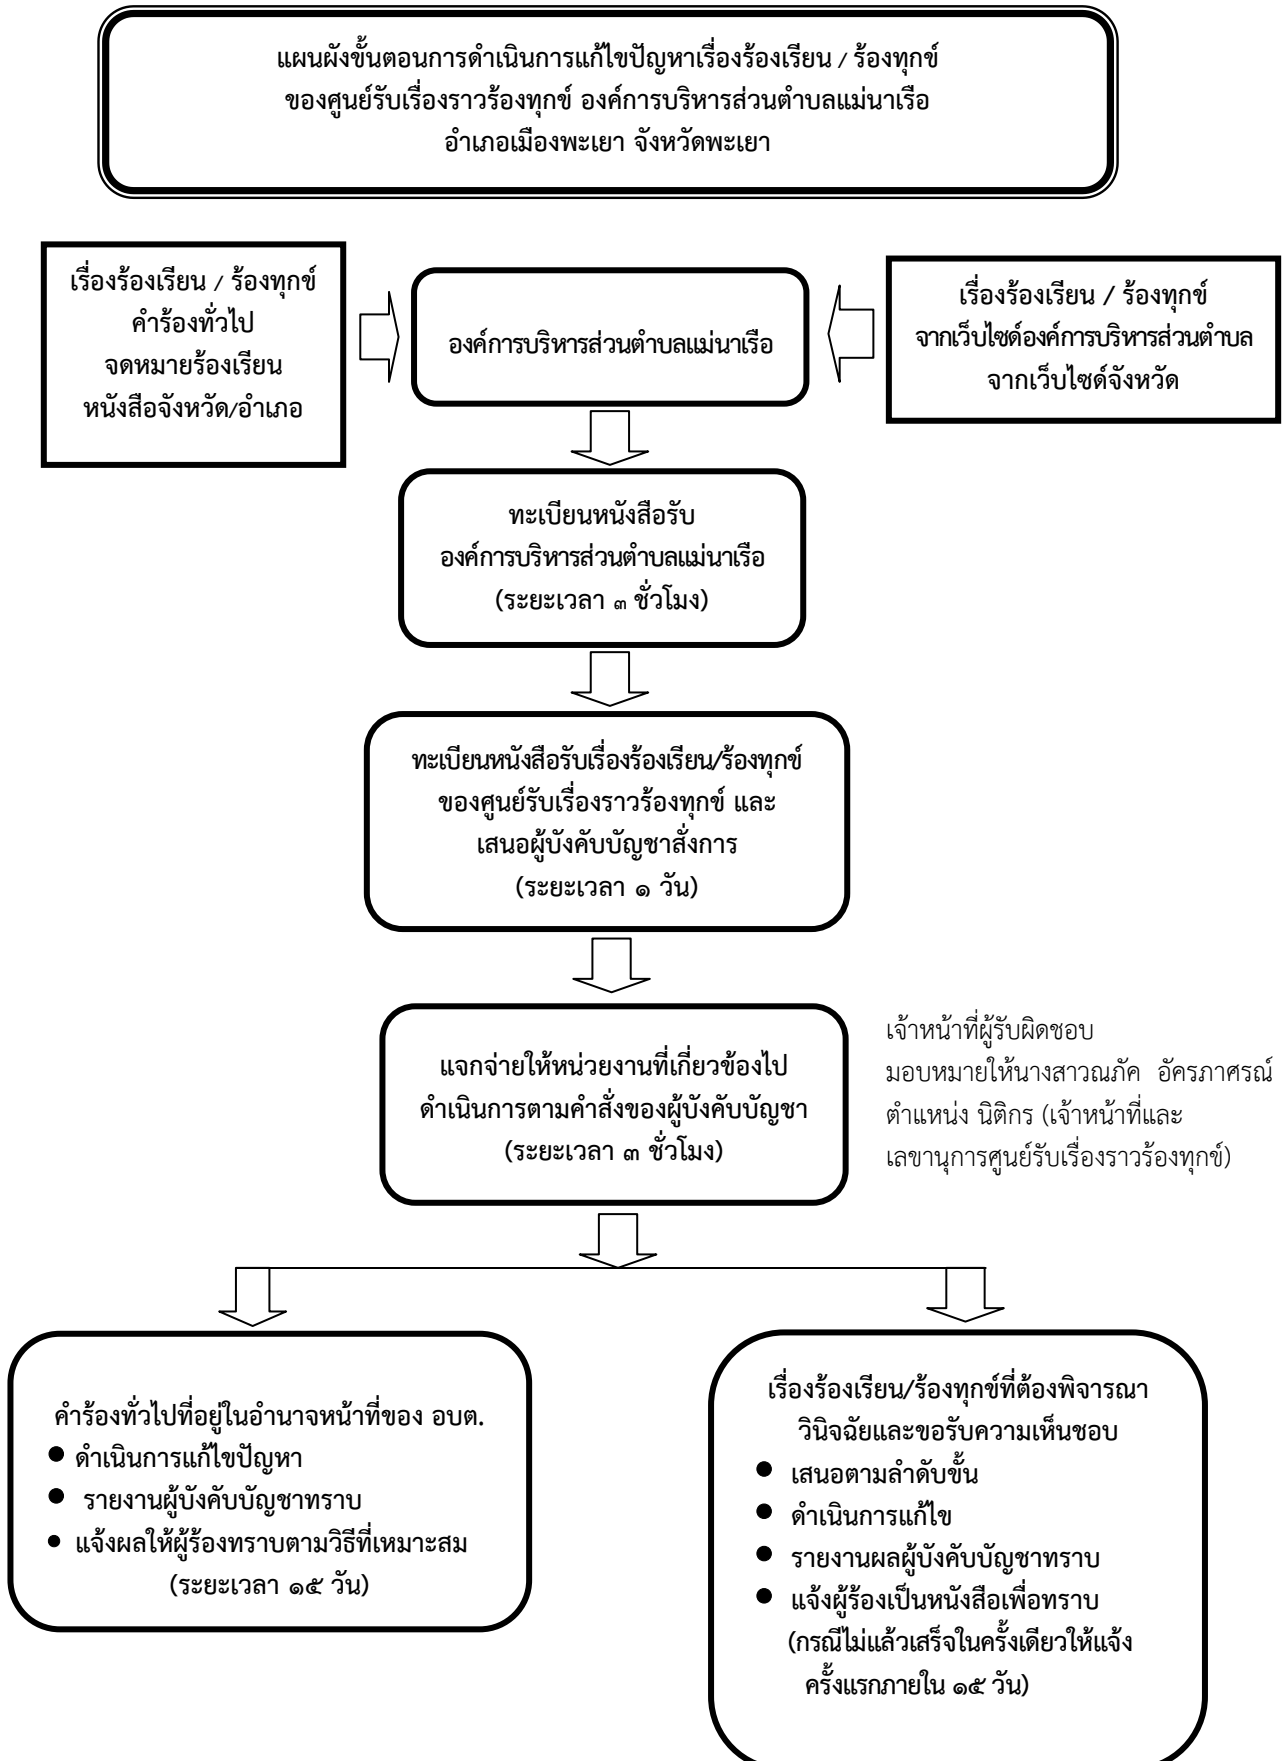 แผนผังขั้นตอนการดำเนินการแก้ไขปัญหาเรื่องร้องเรียน / ร้องทุกข์
ของศูนย์รับเรื่องราวร้องทุกข์ องค์การบริหารส่วนตำบลแม่นาเรือ
อำเภอเมืองพะเยา จังหวัดพะเยา
เรื่องร้องเรียน / ร้องทุกข์
คำร้องทั่วไป
จดหมายร้องเรียน
หนังสือจังหวัด/อำเภอ
องค์การบริหารส่วนตำบลแม่นาเรือ
เรื่องร้องเรียน / ร้องทุกข์
จากเว็บไซด์องค์การบริหารส่วนตำบล
จากเว็บไซด์จังหวัด
ทะเบียนหนังสือรับ
องค์การบริหารส่วนตำบลแม่นาเรือ
(ระยะเวลา ๓ ชั่วโมง)
ทะเบียนหนังสือรับเรื่องร้องเรียน/ร้องทุกข์
ของศูนย์รับเรื่องราวร้องทุกข์ และ
เสนอผู้บังคับบัญชาสั่งการ
(ระยะเวลา ๑ วัน)
แจกจ่ายให้หน่วยงานที่เกี่ยวข้องไป
ดำเนินการตามคำสั่งของผู้บังคับบัญชา
(ระยะเวลา ๓ ชั่วโมง)
เจ้าหน้าที่ผู้รับผิดชอบ
มอบหมายให้นางสาวณภัค อัครภาศรณ์
ตำแหน่ง นิติกร (เจ้าหน้าที่และ
เลขานุการศูนย์รับเรื่องราวร้องทุกข์)
คำร้องทั่วไปที่อยู่ในอำนาจหน้าที่ของ อบต.
● ดำเนินการแก้ไขปัญหา
● รายงานผู้บังคับบัญชาทราบ
● แจ้งผลให้ผู้ร้องทราบตามวิธีที่เหมาะสม
(ระยะเวลา ๑๕ วัน)
เรื่องร้องเรียน/ร้องทุกข์ที่ต้องพิจารณา
วินิจฉัยและขอรับความเห็นชอบ
● เสนอตามลำดับขั้น
● ดำเนินการแก้ไข
● รายงานผลผู้บังคับบัญชาทราบ
● แจ้งผู้ร้องเป็นหนังสือเพื่อทราบ
(กรณีไม่แล้วเสร็จในครั้งเดียวให้แจ้ง
ครั้งแรกภายใน ๑๕ วัน)